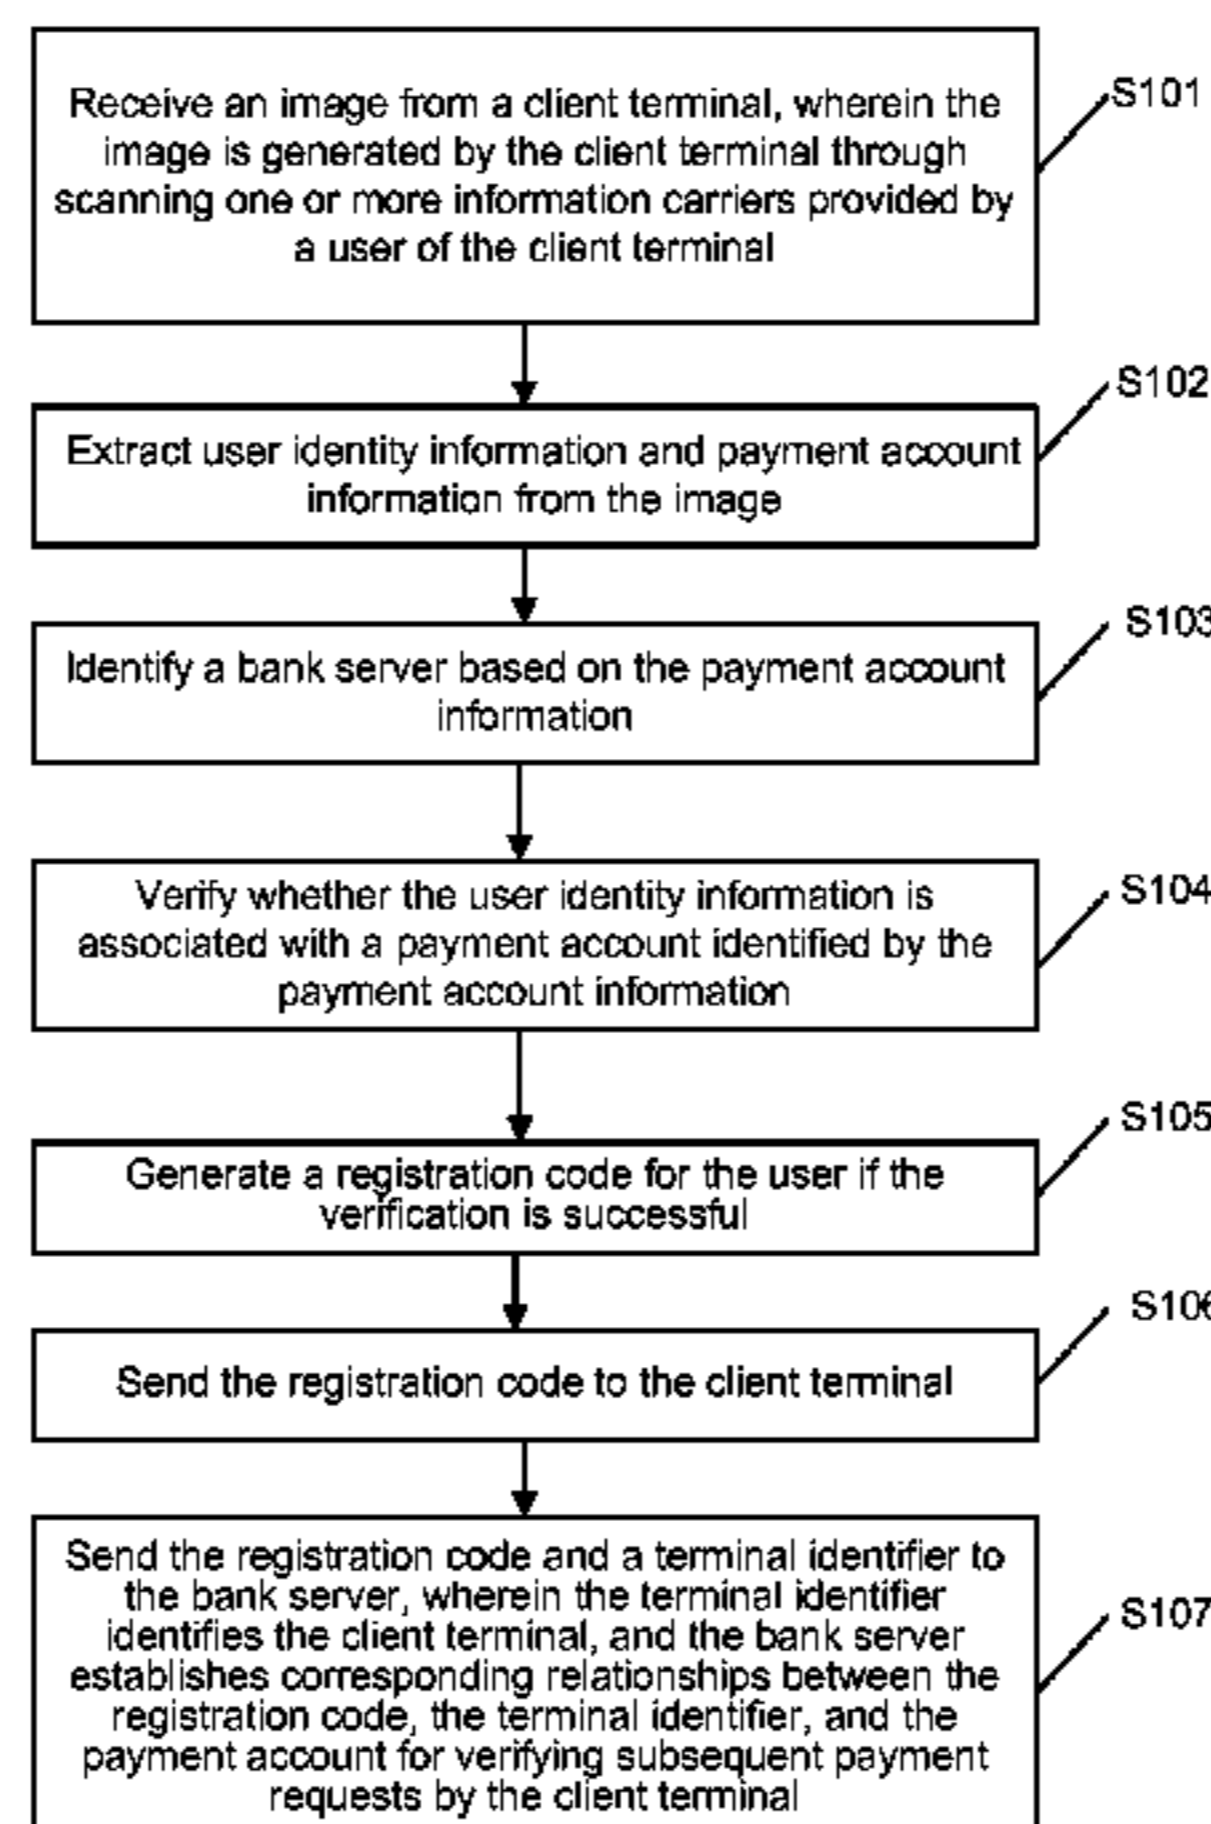 Receive an image from a client terminal, wherein the
image is generated by the client terminal through
scanning one or more information carriers provided by
a user of the client terminal
S101
Extract user identity information and payment account
information from the image
S102
Identify a bank server based on the payment account
information
S103
Verify whether the user identity information is
associated with a payment account identified by the
payment account information
S104
Generate a registration code for the user if the
verification is successful
S105
Send the registration code to the client terminal
S106
Send the registration code and a terminal identifier to
the bank server, wherein the terminal identifier
identifies the client terminal, and the bank server
establishes corresponding relationships between the
registration code, the terminal identifier, and the
payment account for verifying subsequent payment
requests by the client terminal
S107